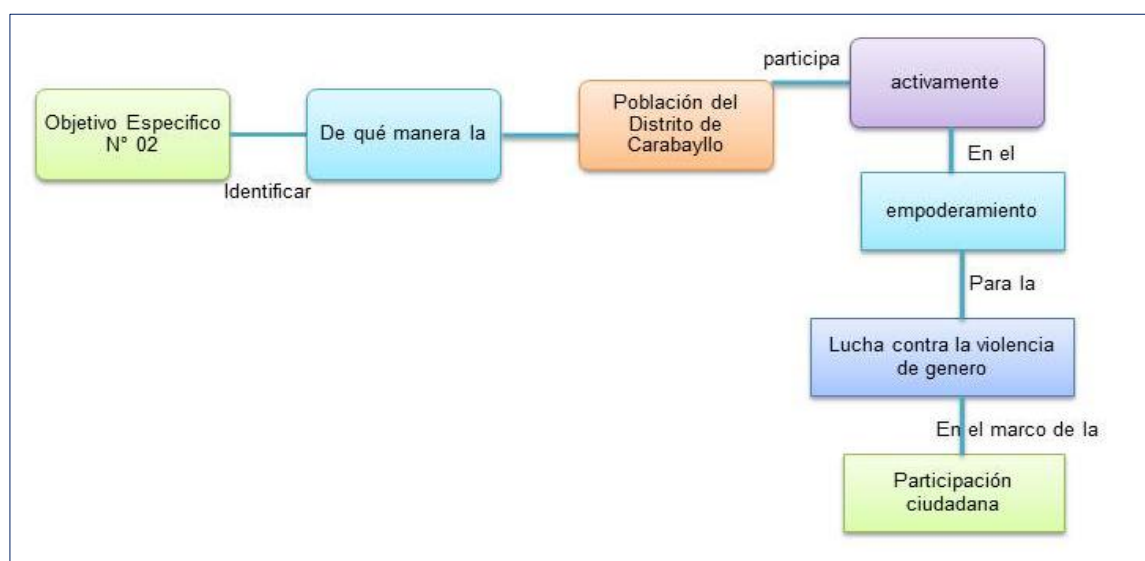 Objetivo Especifico
N° 02
Identificar
De qué manera la
Población del
Distrito de
Carabayllo
participa
activamente
En el
empoderamiento
Para la
Lucha contra la violencia
de genero
En el marco de la
Participación
ciudadana